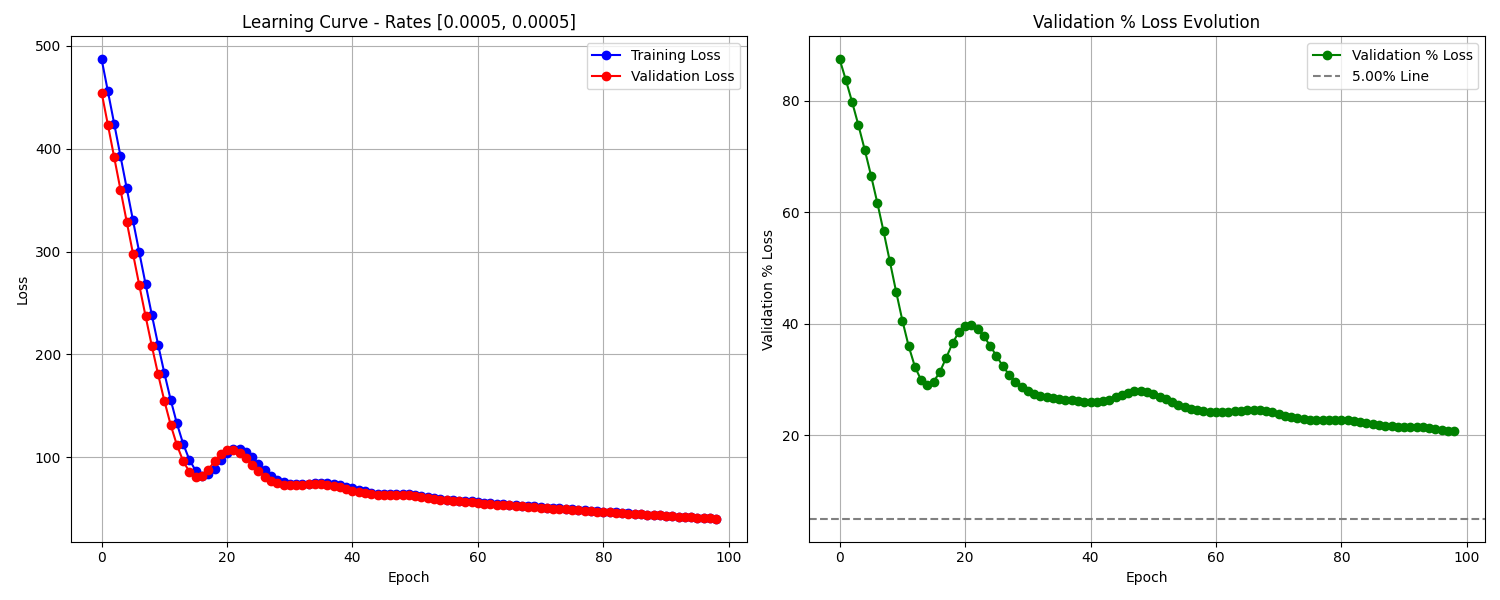 Learning Curve - Rates [0.0005, 0.0005]
Training Loss
Validation Loss
500
400
300
200
100
Loss
0
20
40
60
80
100
Epoch
Validation % Loss Evolution
Validation % Loss
5.00% Line
80
60
40
20
Validation % Loss
0
20
40
60
80
100
Epoch